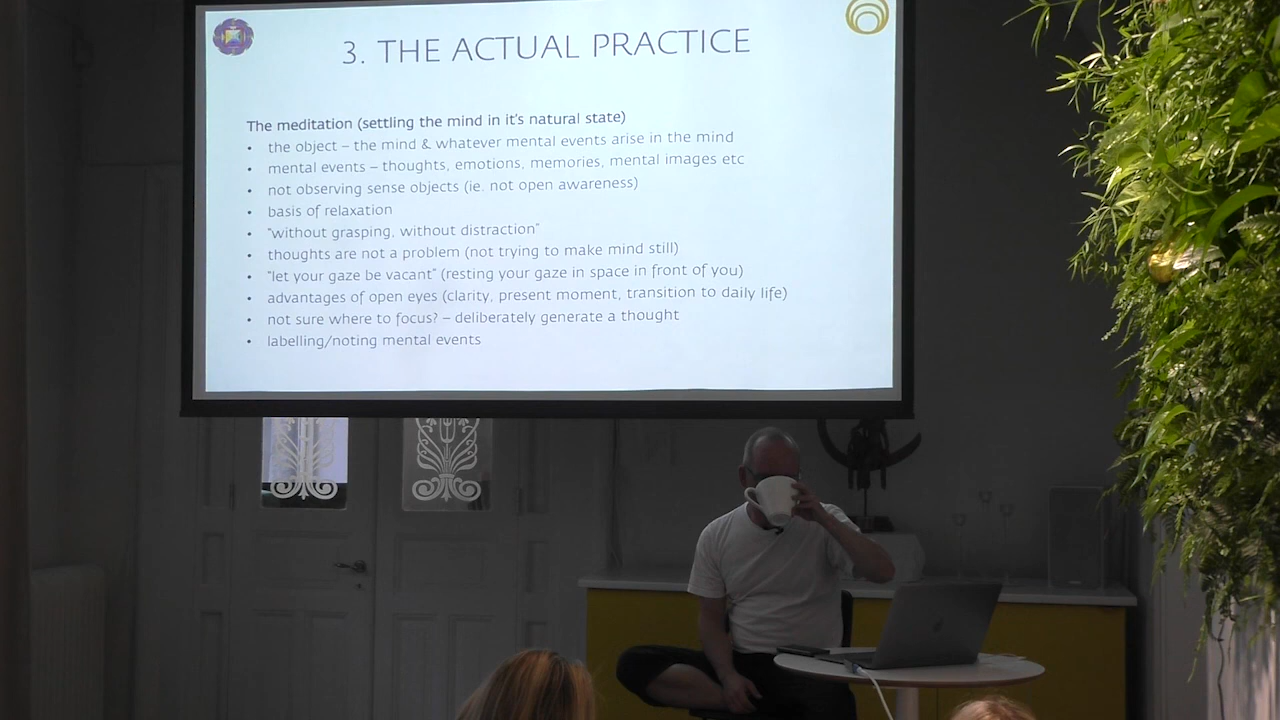 3. THE ACTUAL PRACTICE
The meditation (settling the mind in it's natural state)
• the object – the mind & whatever mental events arise in the mind
• mental events – thoughts, emotions, memories, mental images etc
• not observing sense objects (ie. not open awareness)
• basis of relaxation
• "without grasping, without distraction"
• thoughts are not a problem (not trying to make mind still)
• "let your gaze be vacant" (resting your gaze in space in front of you)
• advantages of open eyes (clarity, present moment, transition to daily life)
• not sure where to focus? – deliberately generate a thought
• labelling/noting mental events